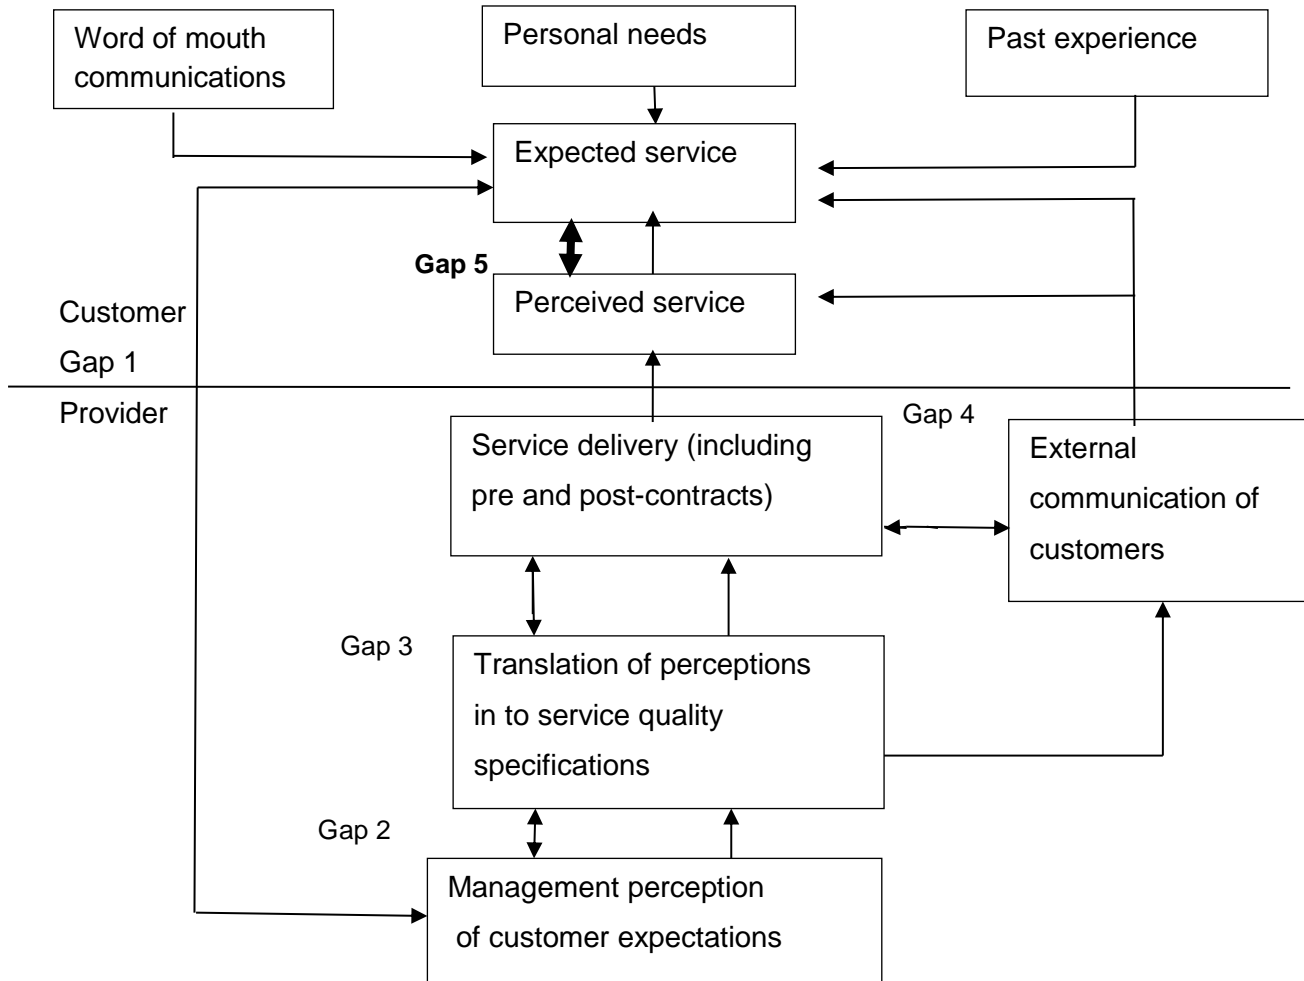 Word of mouth
communications
Personal needs
Past experience
Expected service
Gap 5
Perceived service
Customer
Gap 1
Provider
Service delivery (including
pre and post-contracts)
Gap 4
External
communication of
customers
Gap 3
Translation of perceptions
in to service quality
specifications
Gap 2
Management perception
of customer expectations